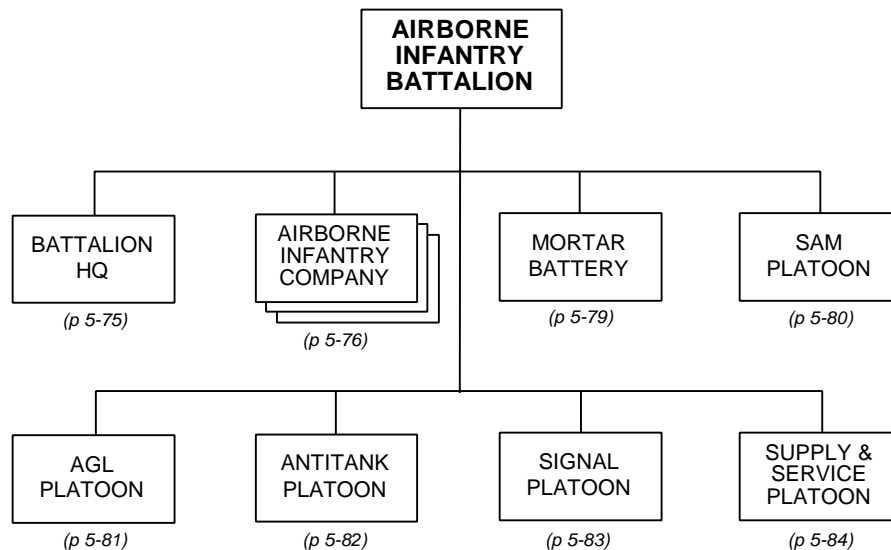 AIRBORNE
INFANTRY
BATTALION
BATTALION
HQ
(p 5-75)
AIRBORNE
INFANTRY
COMPANY
(p 5-76)
MORTAR
BATTERY
(p 5-79)
SAM
PLATOON
(p 5-80)
AGL
PLATOON
(p 5-81)
ANTITANK
PLATOON
(p 5-82)
SIGNAL
PLATOON
(p 5-83)
SUPPLY &
SERVICE
PLATOON
(p 5-84)